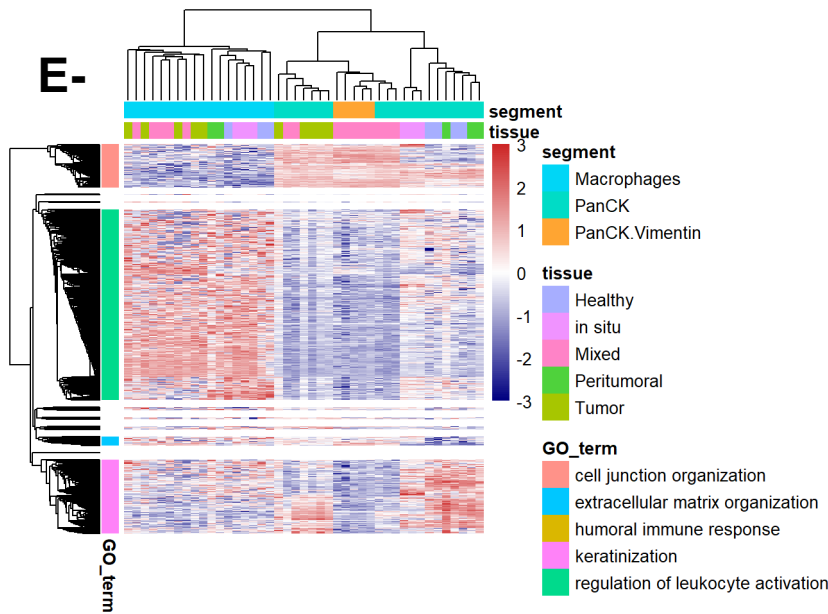 E-
segment
tissue
3
2
1
0
-1
-2
-3
segment
Macrophages
PanCK
PanCK.Vimentin
tissue
Healthy
in situ
Mixed
Peritumoral
Tumor
GO_term
cell junction organization
extracellular matrix organization
humoral immune response
keratinization
regulation of leukocyte activation
GO_term